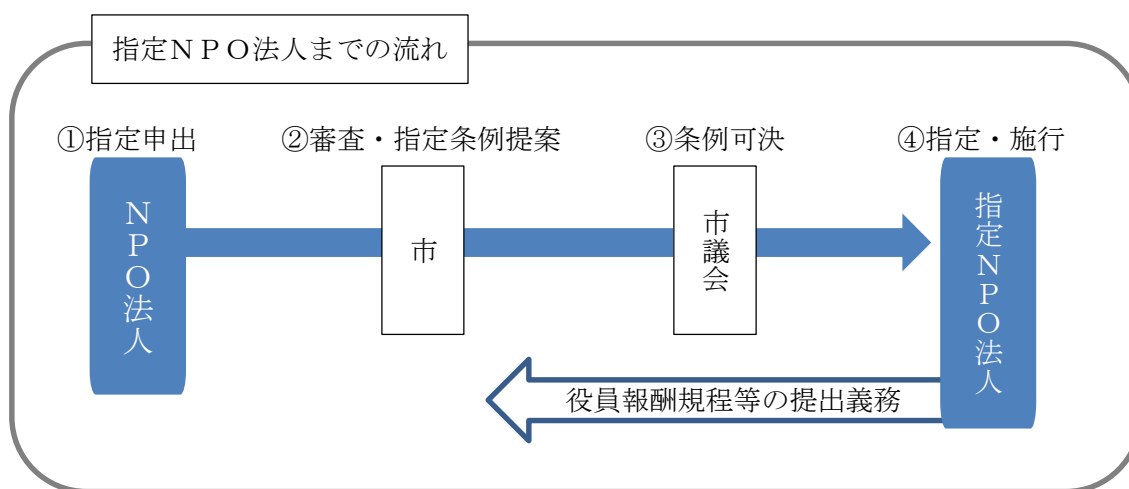 指定ＮＰＯ法人までの流れ
①指定申出
②審査・指定条例提案
③条例可決
④指定・施行
ＮＰＯ法人
市
市議会
指定ＮＰＯ法人
役員報酬規程等の提出義務